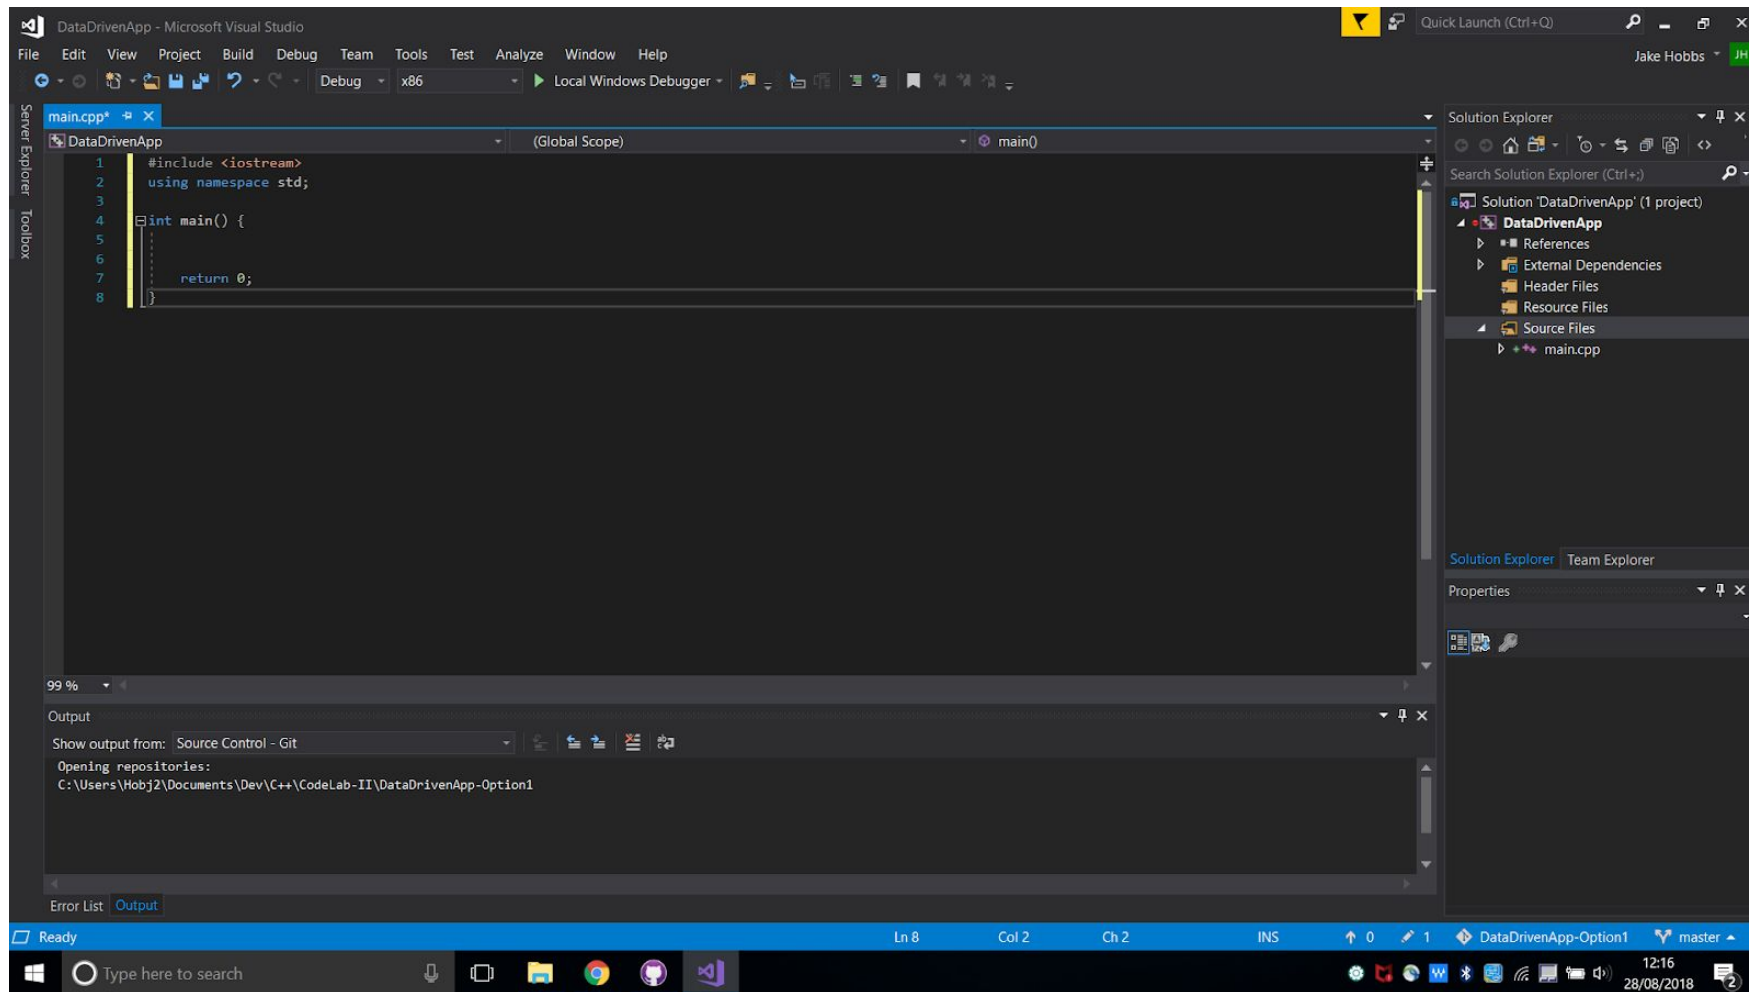 DataDrivenApp - Microsoft Visual Studio
Quick Launch (Ctrl+Q)
File Edit View Project Build Debug Team Tools Test Analyze Window Help
Jake Hobbs JH
Debug x86 Local Windows Debugger
Server Explorer
Toolbox
main.cpp*
DataDrivenApp (Global Scope) main()
1 #include <iostream>
2 using namespace std;
3
4 int main() {
5
6
7 return 0;
8 }
99 %
Solution Explorer
Search Solution Explorer (Ctrl+;)
Solution 'DataDrivenApp' (1 project)
DataDrivenApp
References
External Dependencies
Header Files
Resource Files
Source Files
main.cpp
Solution Explorer Team Explorer
Properties
Output
Show output from: Source Control - Git
Opening repositories:
C:\Users\Hobj2\Documents\Dev\C++\CodeLab-II\DataDrivenApp-Option1
Error List Output
Ready Ln 8 Col 2 Ch 2 INS 0 1 DataDrivenApp-Option1 master
Type here to search
12:16
28/08/2018
2